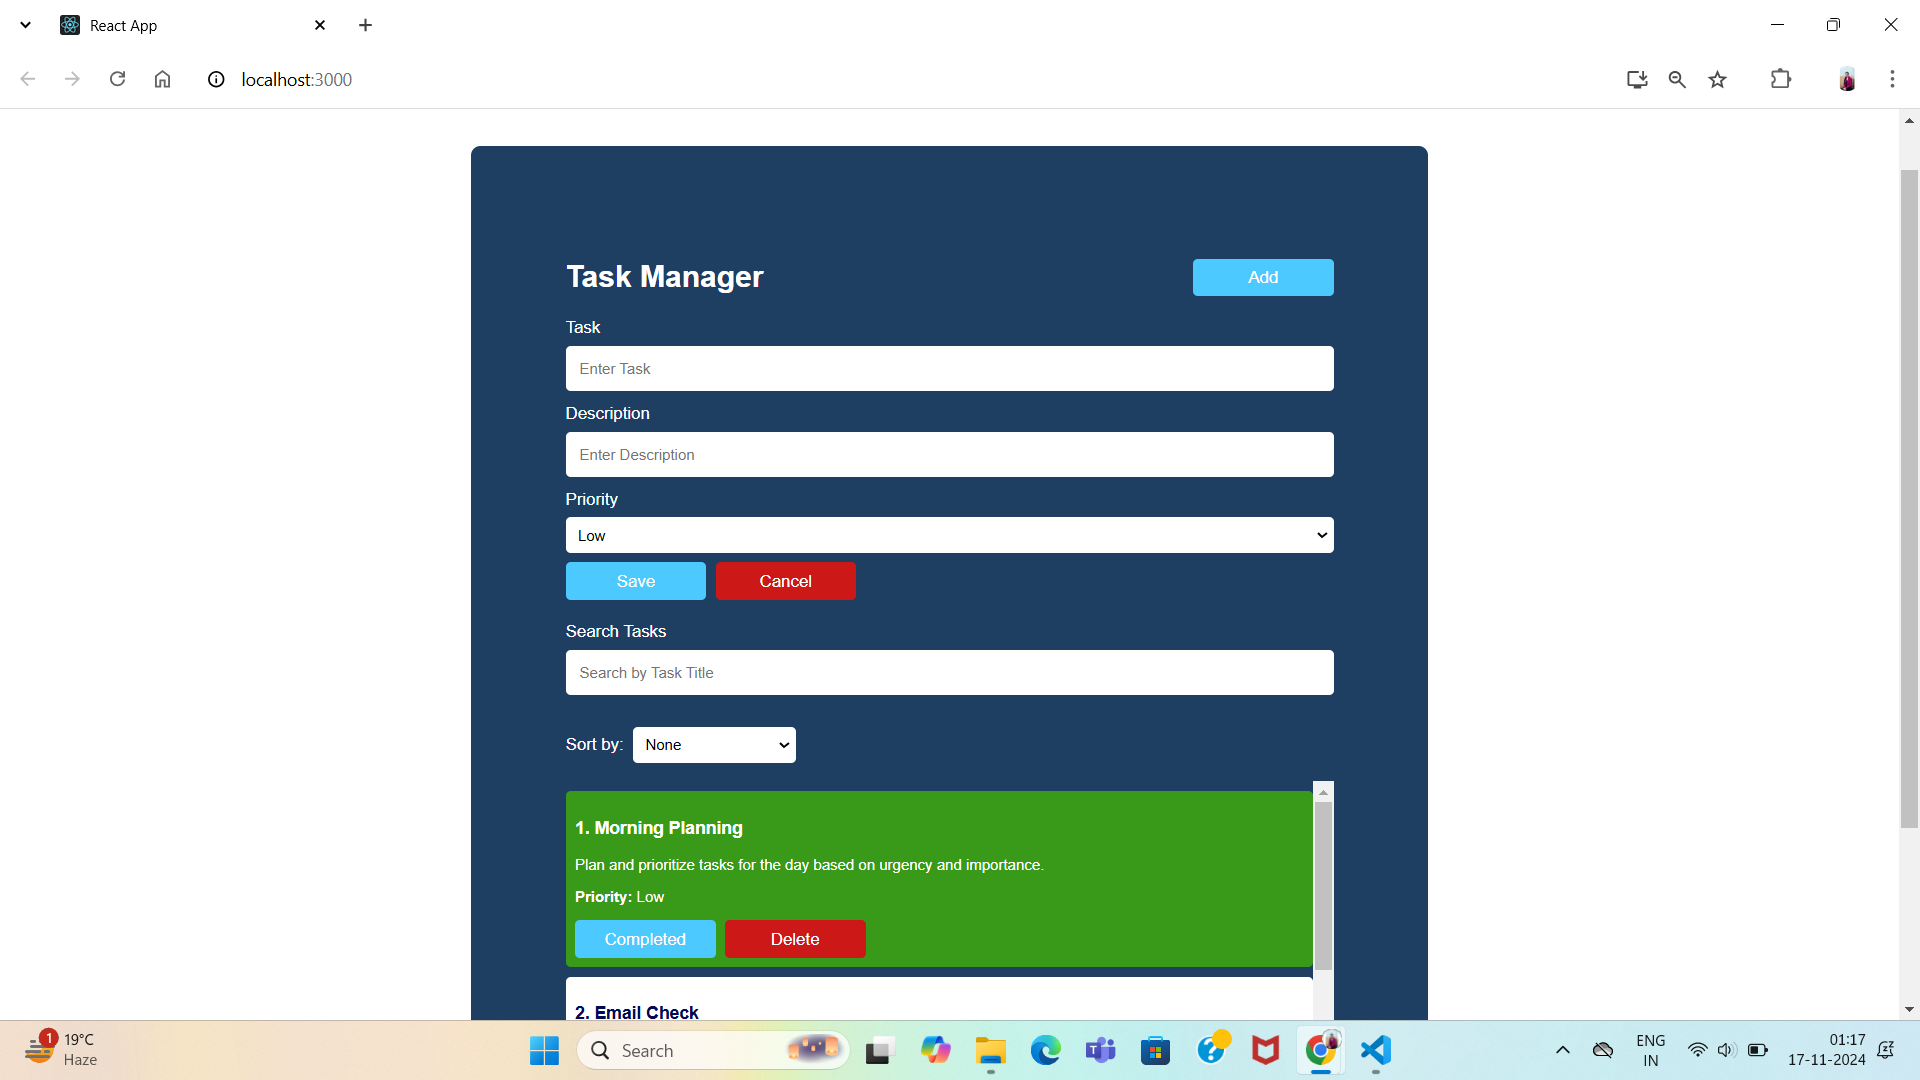 React App
localhost:3000
Task Manager
Add
Task
Enter Task
Description
Enter Description
Priority
Low
Save
Cancel
Search Tasks
Search by Task Title
Sort by:
None
1. Morning Planning
Plan and prioritize tasks for the day based on urgency and importance.
Priority: Low
Completed
Delete
2. Email Check
1
19°C
Haze
Search
ENG
IN
01:17
17-11-2024